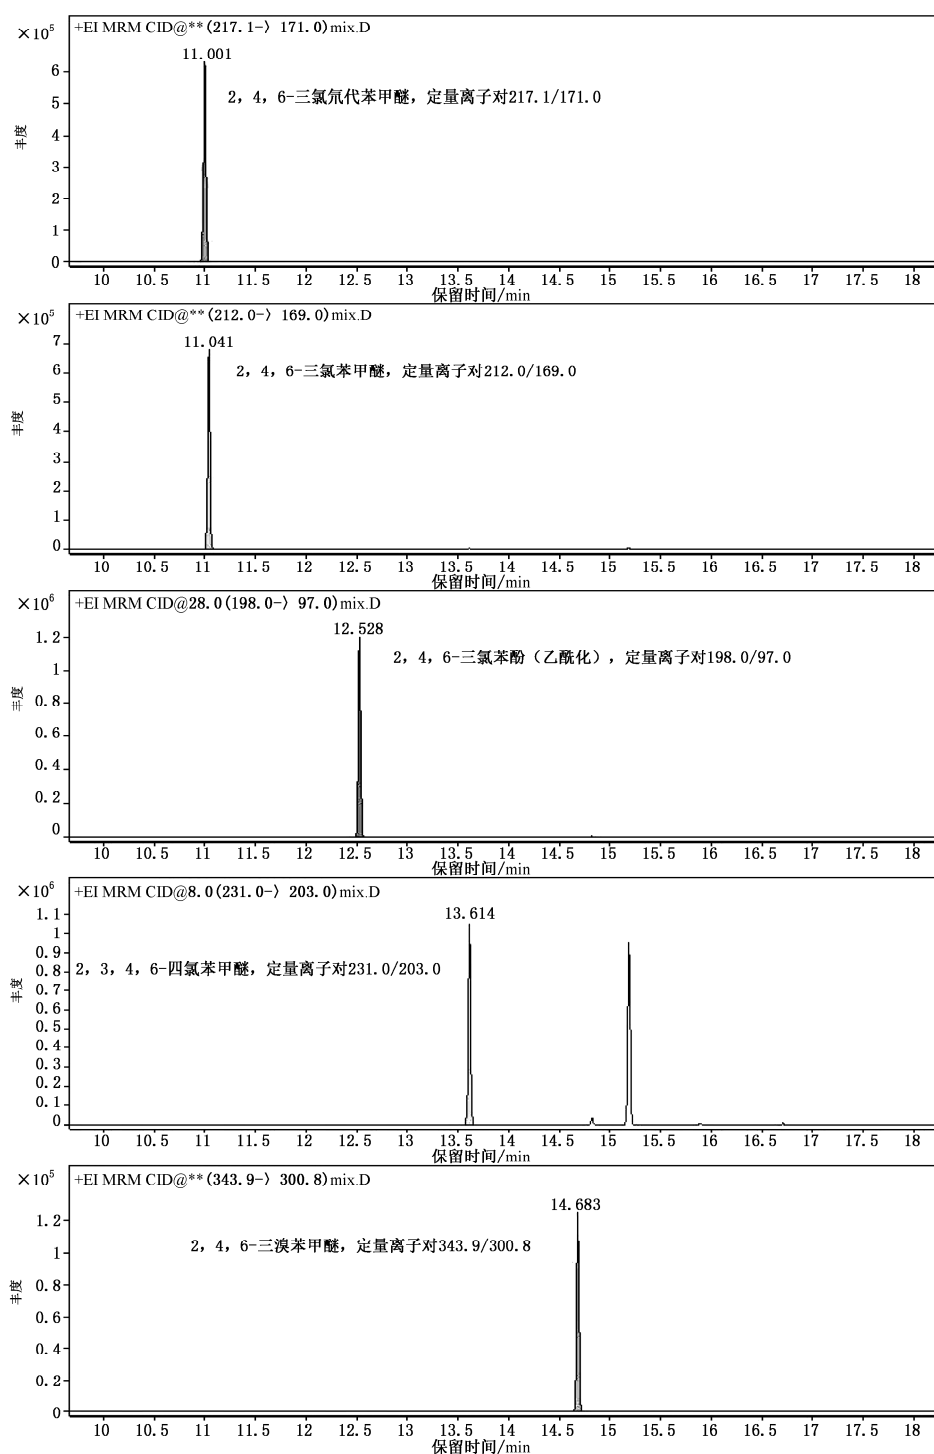 ×10⁵
+EI MRM CID@**(217.1-〉171.0)mix.D
11.001
2，4，6-三氯氘代苯甲醚，定量离子对217.1/171.0
丰度
6
5
4
3
2
1
0
10 10.5 11 11.5 12 12.5 13 13.5 14 14.5 15 15.5 16 16.5 17 17.5 18
保留时间/min
×10⁵
+EI MRM CID@**(212.0-〉169.0)mix.D
11.041
2，4，6-三氯苯甲醚，定量离子对212.0/169.0
丰度
7
6
5
4
3
2
1
0
10 10.5 11 11.5 12 12.5 13 13.5 14 14.5 15 15.5 16 16.5 17 17.5 18
保留时间/min
×10⁶
+EI MRM CID@28.0(198.0-〉97.0)mix.D
12.528
2，4，6-三氯苯酚（乙酰化），定量离子对198.0/97.0
丰度
1.2
1
0.8
0.6
0.4
0.2
0
10 10.5 11 11.5 12 12.5 13 13.5 14 14.5 15 15.5 16 16.5 17 17.5 18
保留时间/min
×10⁶
+EI MRM CID@8.0(231.0-〉203.0)mix.D
13.614
2，3，4，6-四氯苯甲醚，定量离子对231.0/203.0
丰度
1.1
1
0.9
0.8
0.7
0.6
0.5
0.4
0.3
0.2
0.1
0
10 10.5 11 11.5 12 12.5 13 13.5 14 14.5 15 15.5 16 16.5 17 17.5 18
保留时间/min
×10⁵
+EI MRM CID@**(343.9-〉300.8)mix.D
14.683
2，4，6-三溴苯甲醚，定量离子对343.9/300.8
丰度
1.2
1
0.8
0.6
0.4
0.2
0
10 10.5 11 11.5 12 12.5 13 13.5 14 14.5 15 15.5 16 16.5 17 17.5 18
保留时间/min